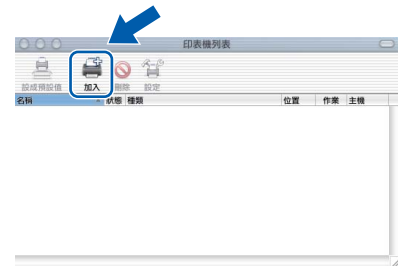 印表機列表
設成預設值 加入 刪除 設定
名稱 狀態 種類 位置 作業 主機